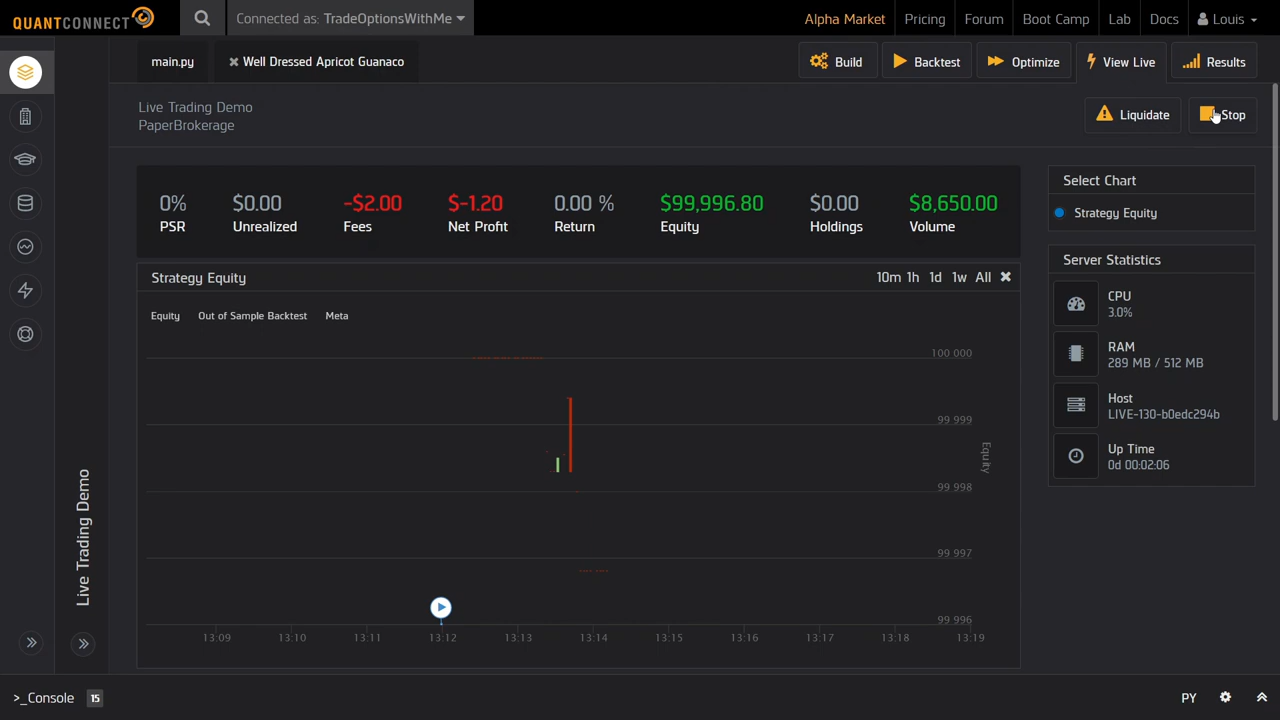 QUANTCONNECT
Connected as: TradeOptionsWithMe
Alpha Market
Pricing
Forum
Boot Camp
Lab
Docs
Louis
main.py
Well Dressed Apricot Guanaco
Build
Backtest
Optimize
View Live
Results
Live Trading Demo
PaperBrokerage
Liquidate
Stop
0%
$0.00
-$2.00
$-1.20
0.00 %
$99,996.80
$0.00
$8,650.00
PSR
Unrealized
Fees
Net Profit
Return
Equity
Holdings
Volume
Select Chart
Strategy Equity
Strategy Equity
10m 1h 1d 1w All
Equity
Out of Sample Backtest
Meta
100 000
99 999
99 998
99 997
99 996
Equity
13:09
13:10
13:11
13:12
13:13
13:14
13:15
13:16
13:17
13:18
13:19
Server Statistics
CPU
3.0%
RAM
289 MB / 512 MB
Host
LIVE-130-b0edc294b
Up Time
0d 00:02:06
Live Trading Demo
>_Console
15
PY